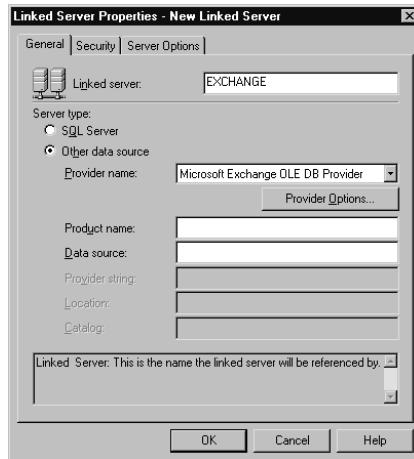 Linked Server Properties - New Linked Server
General Security Server Options
Linked server: EXCHANGE
Server type:
SQL Server
Other data source
Provider name: Microsoft Exchange OLE DB Provider
Provider Options...
Product name:
Data source:
Provider string:
Location:
Catalog:
Linked Server: This is the name the linked server will be referenced by.
OK Cancel Help